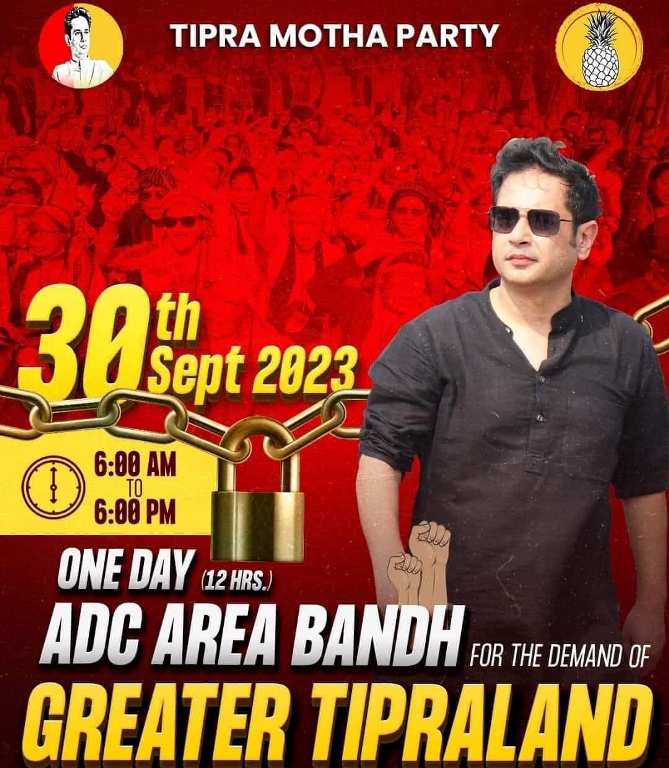 TIPRA MOTHA PARTY
30th
Sept 2023
6:00 AM
TO
6:00 PM
ONE DAY (12 HRS.)
ADC AREA BANDH FOR THE DEMAND OF
GREATER TIPRALAND